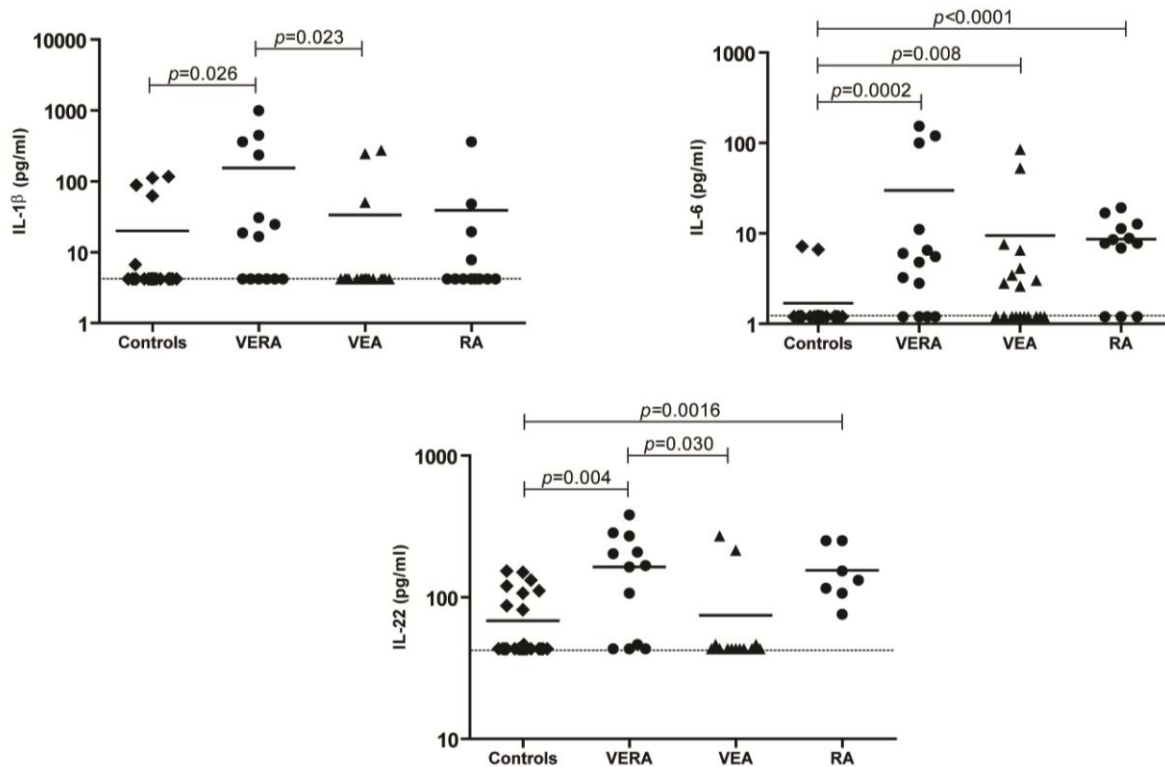 p=0.023
p=0.026
10000
1000
100
10
1
IL-1β (pg/ml)
Controls VERA VEA RA
p<0.0001
p=0.008
p=0.0002
1000
100
10
1
IL-6 (pg/ml)
Controls VERA VEA RA
p=0.0016
p=0.030
p=0.004
1000
100
10
IL-22 (pg/ml)
Controls VERA VEA RA